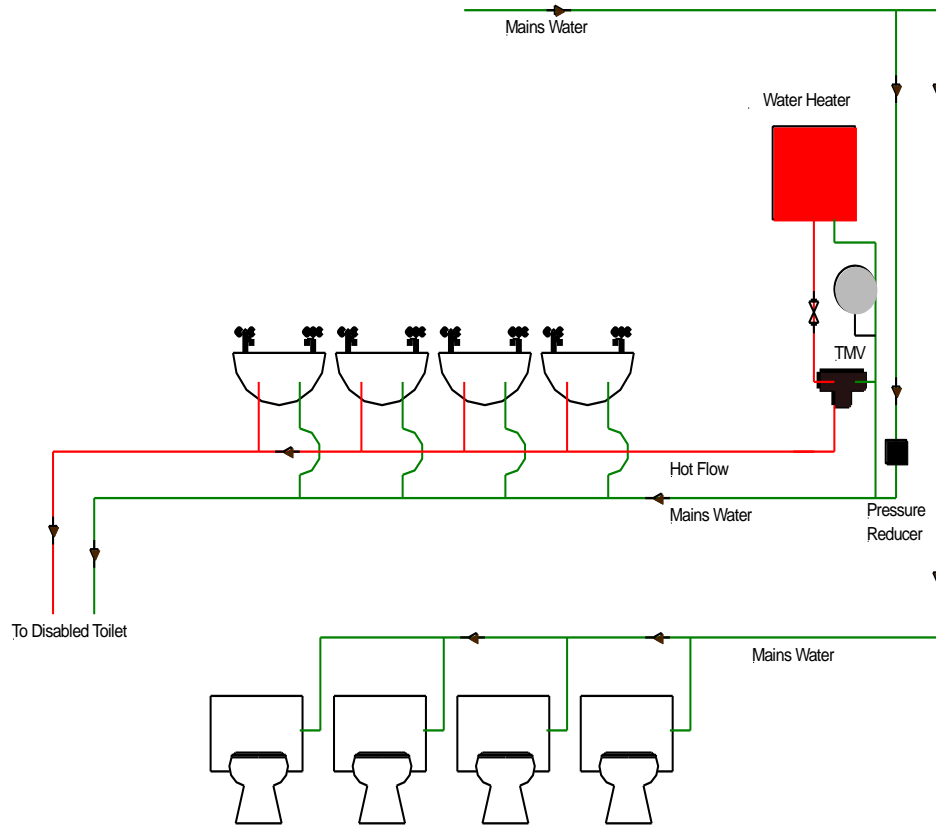 Mains Water
Water Heater
TMV
Hot Flow
Mains Water
Pressure
Reducer
To Disabled Toilet
Mains Water